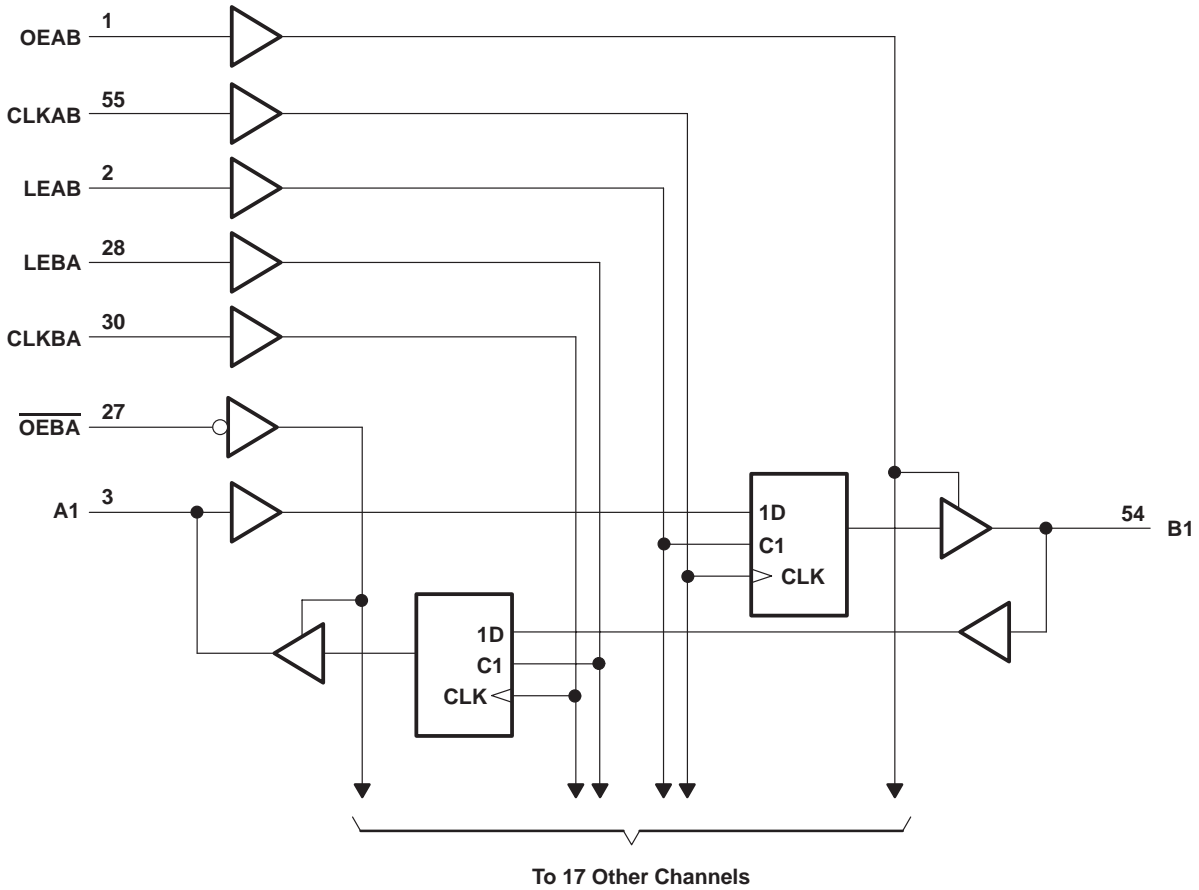 OEAB 1
CLKAB 55
LEAB 2
LEBA 28
CLKBA 30
OEBA 27
A1 3
1D
C1
CLK
54 B1
1D
C1
CLK
To 17 Other Channels